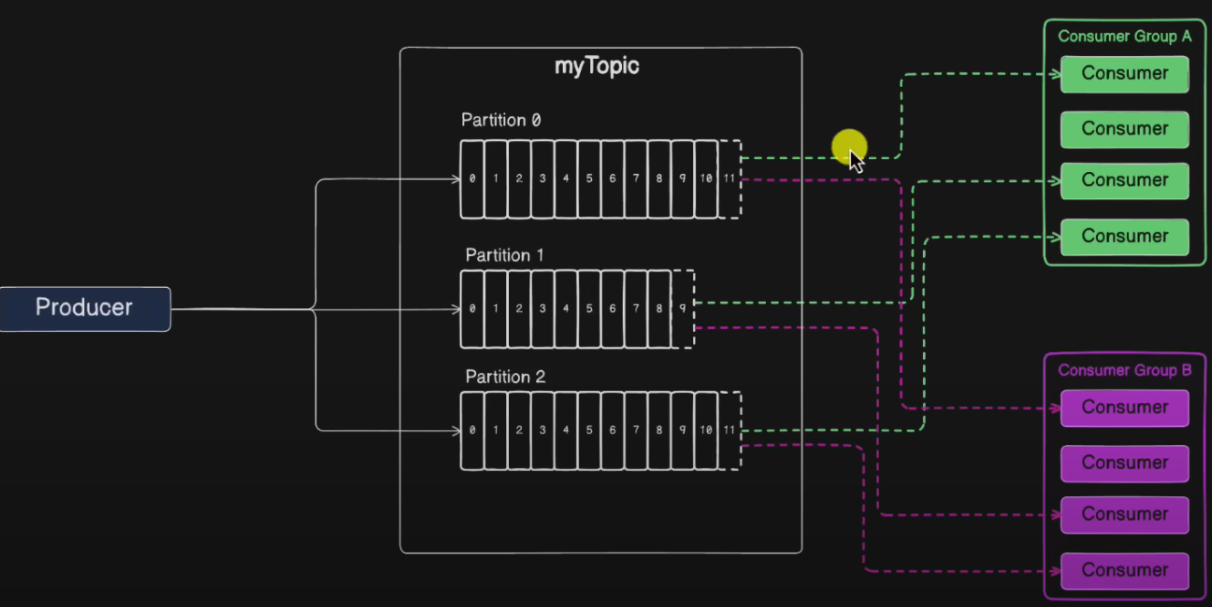 Producer
myTopic
Partition 0
0 1 2 3 4 5 6 7 8 9 10 11
Partition 1
0 1 2 3 4 5 6 7 8 9
Partition 2
0 1 2 3 4 5 6 7 8 9 10 11
Consumer Group A
Consumer
Consumer
Consumer
Consumer
Consumer Group B
Consumer
Consumer
Consumer
Consumer